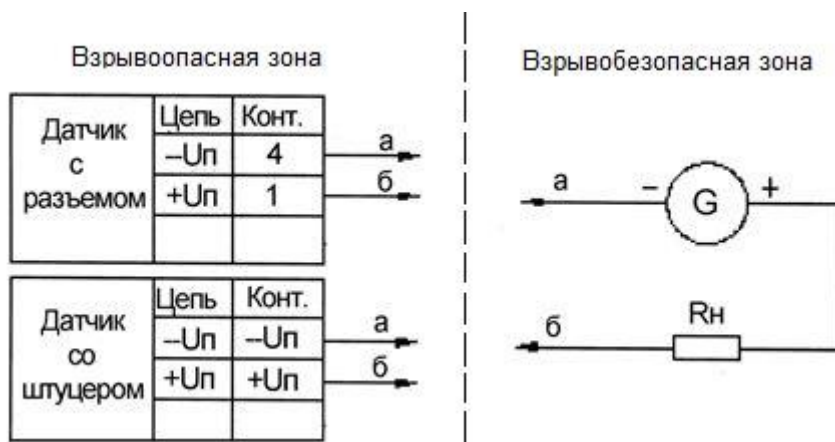 Взрывоопасная зона
Взрывобезопасная зона
Датчик
с
разъемом
Цепь Конт.
–Uп 4
+Uп 1
а
б
Датчик
со
штуцером
Цепь Конт.
–Uп –Uп
+Uп +Uп
а
б
а – G +
б Rн